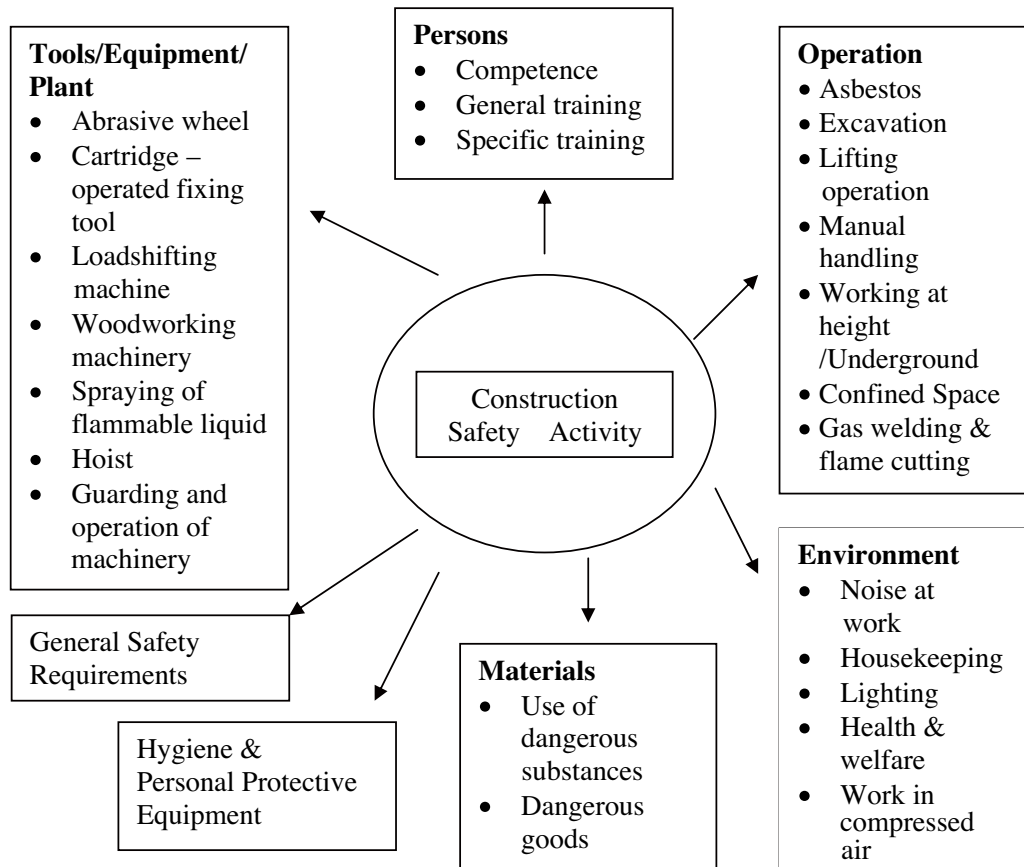 Tools/Equipment/
Plant
• Abrasive wheel
• Cartridge –
operated fixing
tool
• Loadshifting
machine
• Woodworking
machinery
• Spraying of
flammable liquid
• Hoist
• Guarding and
operation of
machinery
Persons
• Competence
• General training
• Specific training
Operation
• Asbestos
• Excavation
• Lifting
operation
• Manual
handling
• Working at
height
/Underground
• Confined Space
• Gas welding &
flame cutting
Construction
Safety Activity
General Safety
Requirements
Hygiene &
Personal Protective
Equipment
Materials
• Use of
dangerous
substances
• Dangerous
goods
Environment
• Noise at
work
• Housekeeping
• Lighting
• Health &
welfare
• Work in
compressed
air